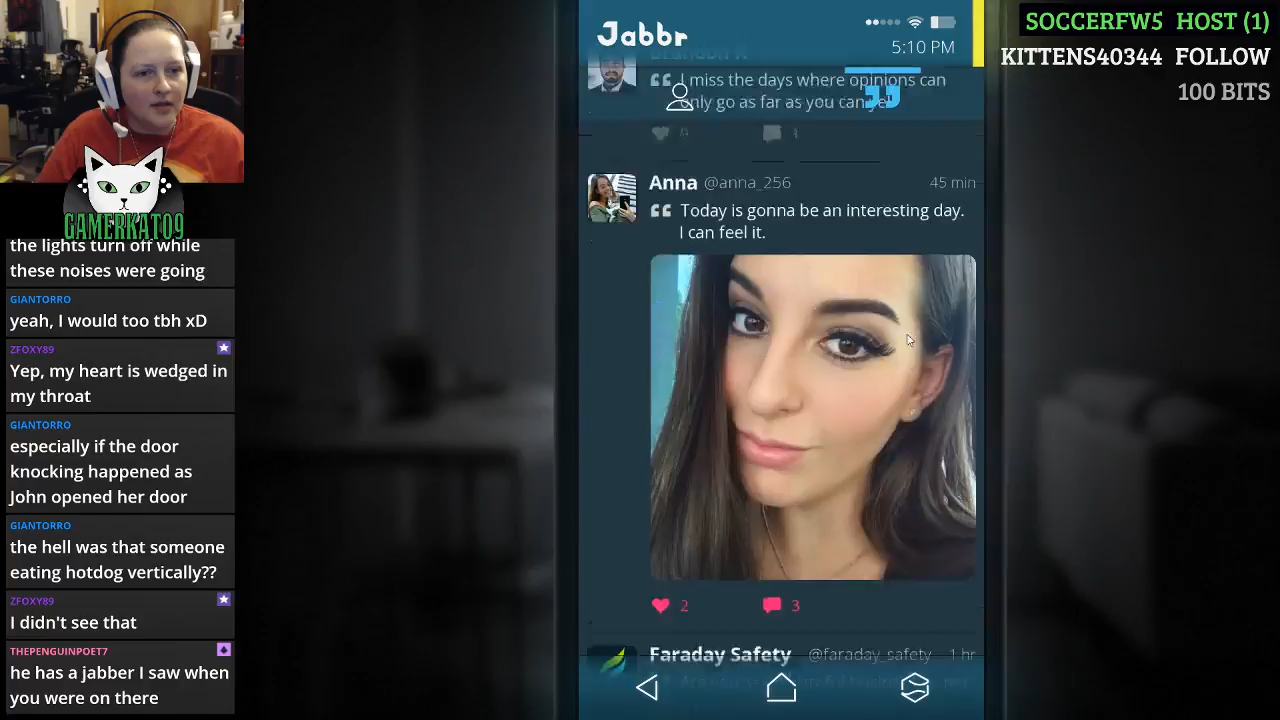 SOCCERFW5 HOST (1)
KITTENS40344 FOLLOW
100 BITS
GAMERKAT09
the lights turn off while
these noises were going
GIANTORRO
yeah, I would too tbh xD
ZFOXY89
Yep, my heart is wedged in
my throat
GIANTORRO
especially if the door
knocking happened as
John opened her door
GIANTORRO
the hell was that someone
eating hotdog vertically??
ZFOXY89
I didn't see that
THEPENGUINPOET7
he has a jabber I saw when
you were on there
Jabbr
5:10 PM
I miss the days where opinions can
only go as far as you can
Anna @anna_256 45 min
Today is gonna be an interesting day.
I can feel it.
2 3
Faraday Safety @faraday_safety 1 hr